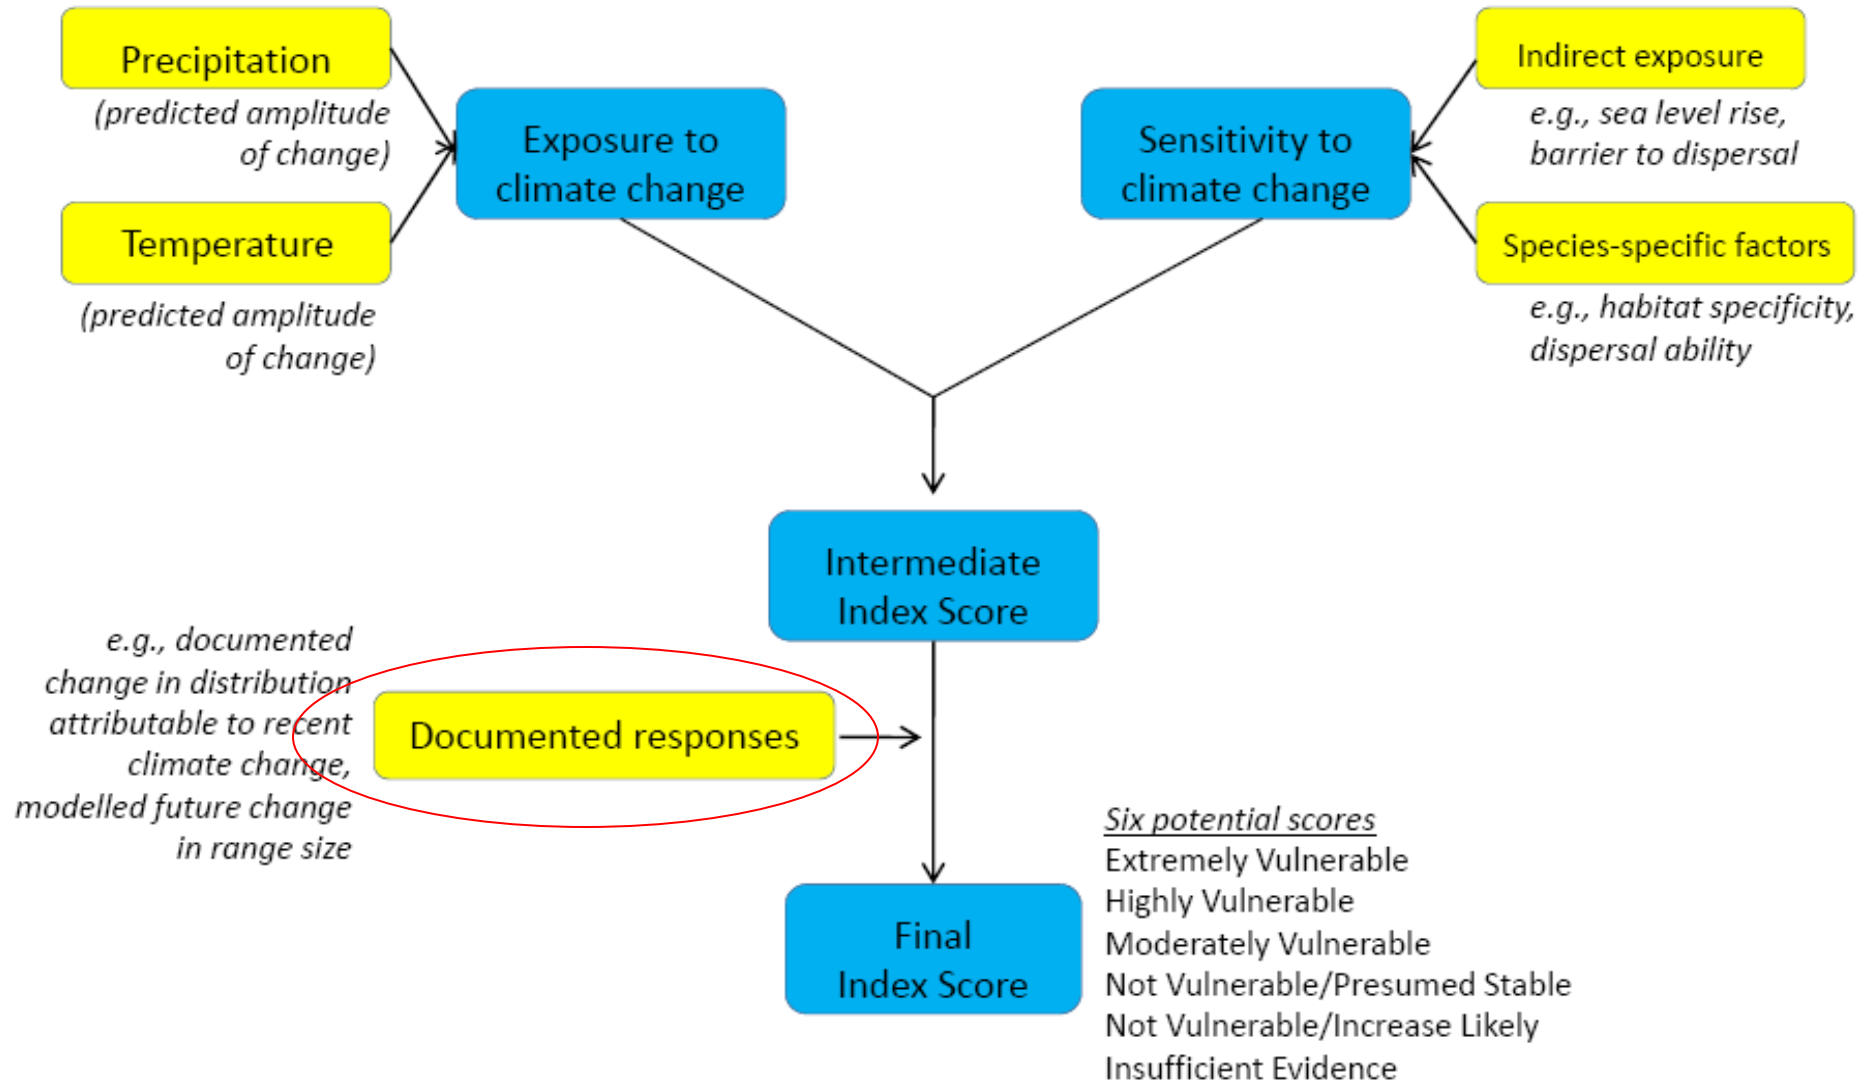 Precipitation
(predicted amplitude
of change)
Temperature
(predicted amplitude
of change)
Exposure to
climate change
Sensitivity to
climate change
Indirect exposure
e.g., sea level rise,
barrier to dispersal
Species-specific factors
e.g., habitat specificity,
dispersal ability
Intermediate
Index Score
e.g., documented
change in distribution
attributable to recent
climate change,
modelled future change
in range size
Documented responses
Final
Index Score
Six potential scores
Extremely Vulnerable
Highly Vulnerable
Moderately Vulnerable
Not Vulnerable/Presumed Stable
Not Vulnerable/Increase Likely
Insufficient Evidence